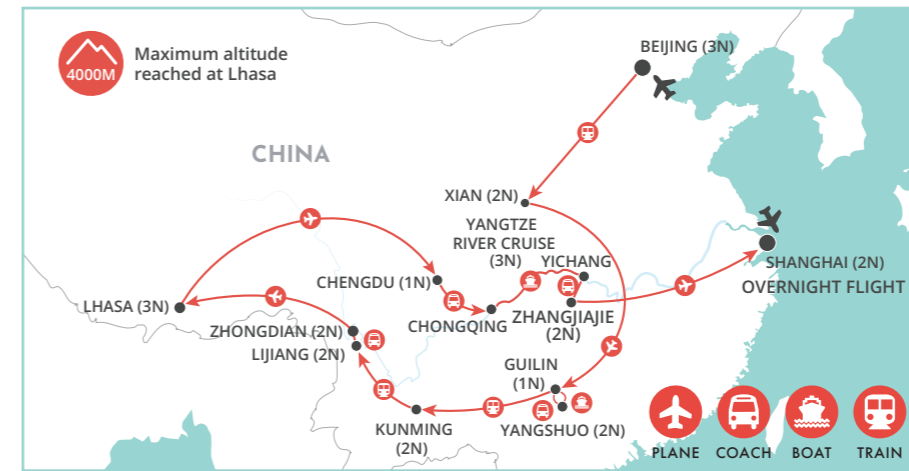 4000M
Maximum altitude
reached at Lhasa
BEIJING (3N)
CHINA
XIAN (2N)
YANGTZE
RIVER CRUISE
(3N)
YICHANG
SHANGHAI (2N)
OVERNIGHT FLIGHT
CHENGDU (1N)
LHASA (3N)
CHONGQING
ZHANGJIAJIE
(2N)
ZHONGDIAN (2N)
LIJIANG (2N)
GUILIN
(1N)
KUNMING
(2N)
YANGSHUO (2N)
PLANE COACH BOAT TRAIN